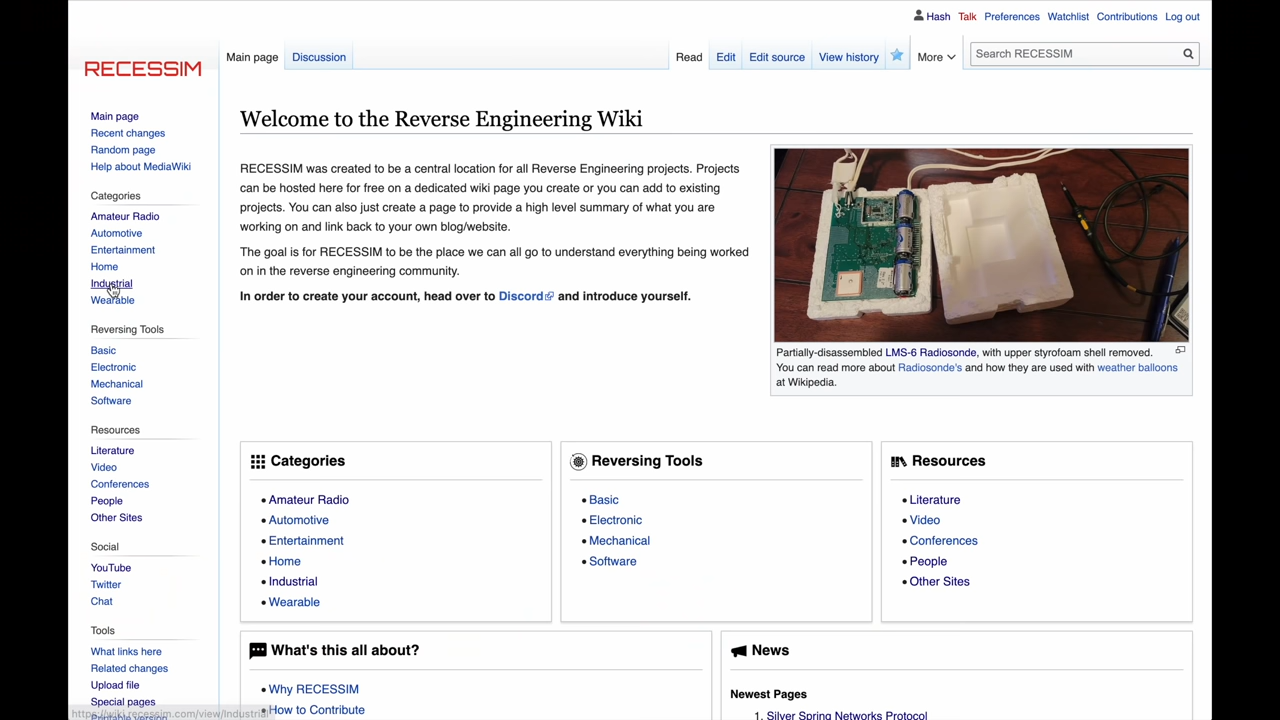 Hash Talk Preferences Watchlist Contributions Log out
RECESSIM
Main page Discussion Read Edit Edit source View history More Search RECESSIM
Main page
Recent changes
Random page
Help about MediaWiki
Categories
Amateur Radio
Automotive
Entertainment
Home
Industrial
Wearable
Reversing Tools
Basic
Electronic
Mechanical
Software
Resources
Literature
Video
Conferences
People
Other Sites
Social
YouTube
Twitter
Chat
Tools
What links here
Related changes
Upload file
Special pages
Printable version
https://wiki.recessim.com/view/Industrial
Welcome to the Reverse Engineering Wiki
RECESSIM was created to be a central location for all Reverse Engineering projects. Projects
can be hosted here for free on a dedicated wiki page you create or you can add to existing
projects. You can also just create a page to provide a high level summary of what you are
working on and link back to your own blog/website.
The goal is for RECESSIM to be the place we can all go to understand everything being worked
on in the reverse engineering community.
In order to create your account, head over to Discord and introduce yourself.
Partially-disassembled LMS-6 Radiosonde, with upper styrofoam shell removed.
You can read more about Radiosonde's and how they are used with weather balloons
at Wikipedia.
Categories
• Amateur Radio
• Automotive
• Entertainment
• Home
• Industrial
• Wearable
Reversing Tools
• Basic
• Electronic
• Mechanical
• Software
Resources
• Literature
• Video
• Conferences
• People
• Other Sites
What's this all about?
• Why RECESSIM
• How to Contribute
News
Newest Pages
1. Silver Spring Networks Protocol